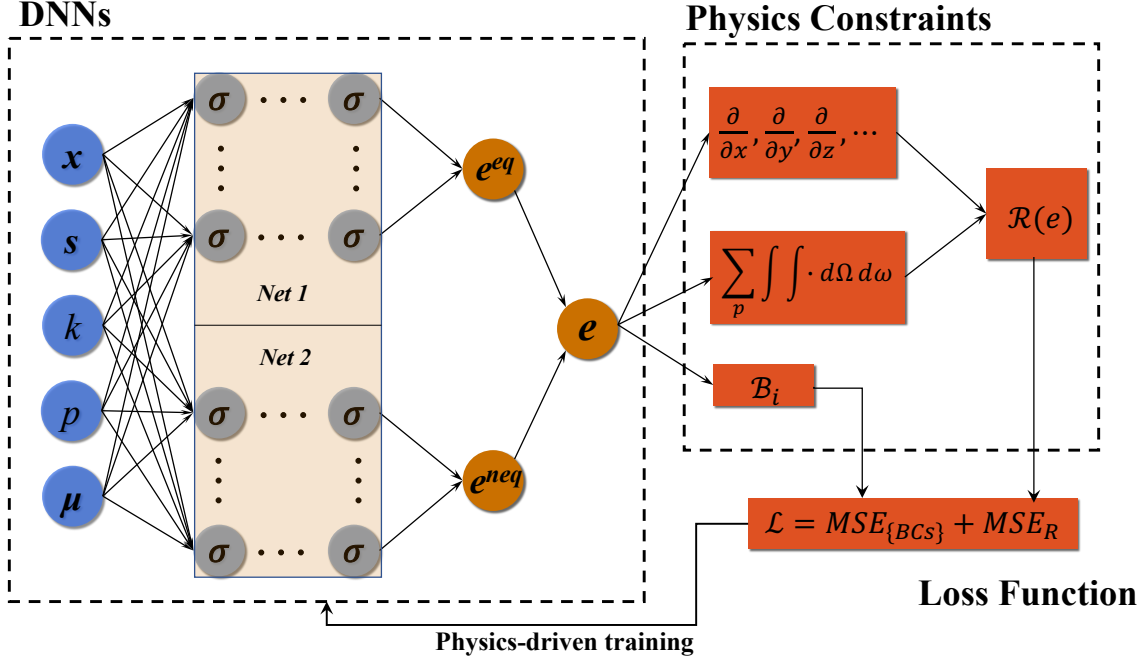 DNNs
Physics Constraints
x
s
k
p
μ
σ ··· σ
⋮ ⋮
σ ··· σ
Net 1
Net 2
σ ··· σ
⋮ ⋮
σ ··· σ
e^{eq}
e^{neq}
e
∂/∂x, ∂/∂y, ∂/∂z, ···
∑_p ∫ ∫ · dΩ dω
ℬ_i
ℛ(e)
ℒ = MSE_{{BCs}} + MSE_R
Loss Function
Physics-driven training